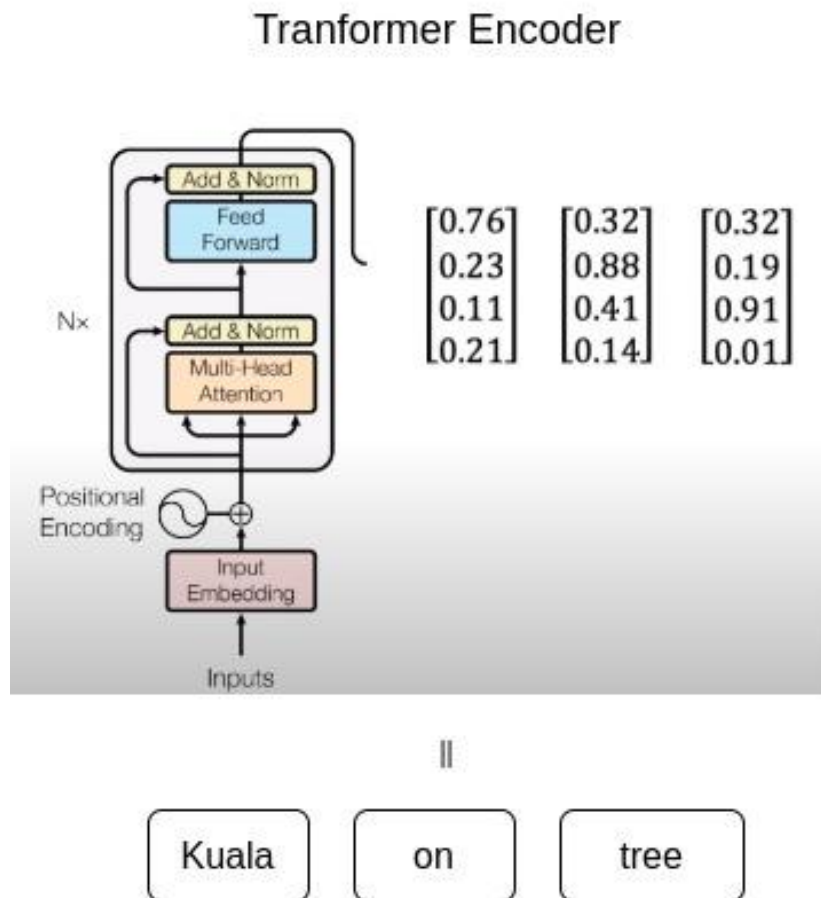 Tranformer Encoder
Add & Norm
Feed
Forward
Nx
Add & Norm
Multi-Head
Attention
Positional
Encoding
Input
Embedding
Inputs
[0.76] [0.32] [0.32]
0.23 0.88 0.19
0.11 0.41 0.91
[0.21] [0.14] [0.01]
||
Kuala on tree